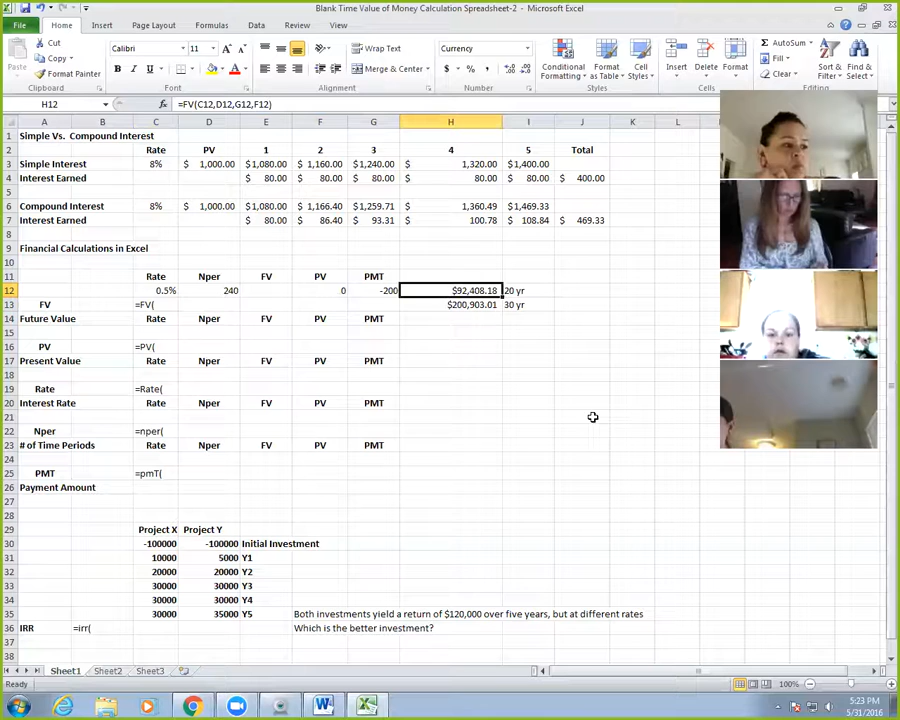 Blank Time Value of Money Calculation Spreadsheet-2 - Microsoft Excel
File Home Insert Page Layout Formulas Data Review View
Paste Cut Copy Format Painter Clipboard
Calibri 11 A A B I U A Font
Wrap Text Merge & Center Alignment
Currency $ % , Number
Conditional Formatting Format as Table Cell Styles Styles
Insert Delete Format Cells
Σ AutoSum Fill Clear Sort & Filter Find & Select Editing
H12 fx =FV(C12,D12,G12,F12)
A B C D E F G H I J K L
1 Simple Vs. Compound Interest
2 Rate PV 1 2 3 4 5 Total
3 Simple Interest 8% $ 1,000.00 $1,080.00 $ 1,160.00 $1,240.00 $ 1,320.00 $1,400.00
4 Interest Earned $ 80.00 $ 80.00 $ 80.00 $ 80.00 $ 80.00 $ 400.00
5
6 Compound Interest 8% $ 1,000.00 $1,080.00 $ 1,166.40 $1,259.71 $ 1,360.49 $1,469.33
7 Interest Earned $ 80.00 $ 86.40 $ 93.31 $ 100.78 $ 108.84 $ 469.33
8
9 Financial Calculations in Excel
10
11 Rate Nper FV PV PMT
12 0.5% 240 0 -200 $92,408.18 20 yr
13 FV =FV( $200,903.01 30 yr
14 Future Value Rate Nper FV PV PMT
15
16 PV =PV(
17 Present Value Rate Nper FV PV PMT
18
19 Rate =Rate(
20 Interest Rate Rate Nper FV PV PMT
21
22 Nper =nper(
23 # of Time Periods Rate Nper FV PV PMT
24
25 PMT =pmT(
26 Payment Amount
27
28
29 Project X Project Y
30 -100000 -100000 Initial Investment
31 10000 5000 Y1
32 20000 20000 Y2
33 30000 30000 Y3
34 30000 30000 Y4
35 30000 35000 Y5 Both investments yield a return of $120,000 over five years, but at different rates
36 IRR =irr( Which is the better investment?
37
38
Sheet1 Sheet2 Sheet3
Ready 100%
5:23 PM
5/31/2016